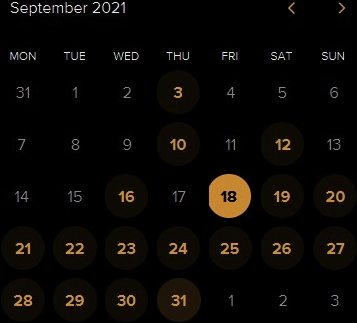 September 2021
MON TUE WED THU FRI SAT SUN
31 1 2 3 4 5 6
7 8 9 10 11 12 13
14 15 16 17 18 19 20
21 22 23 24 25 26 27
28 29 30 31 1 2 3